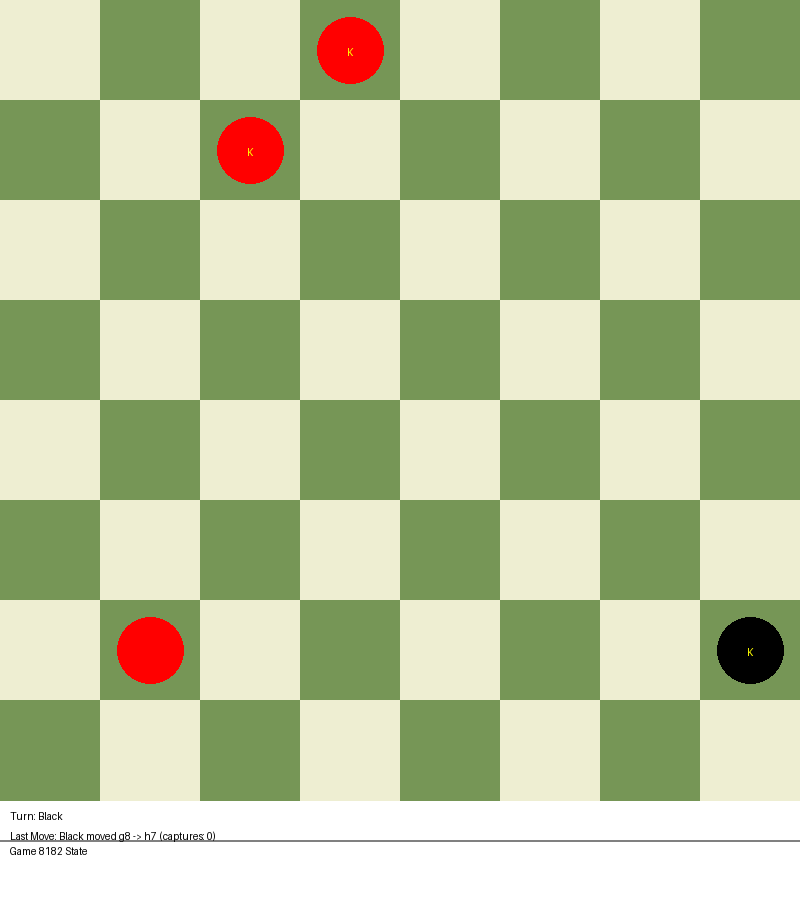 K
K
K
Turn: Black
Last Move: Black moved g8 -> h7 (captures: 0)
Game 8182 State